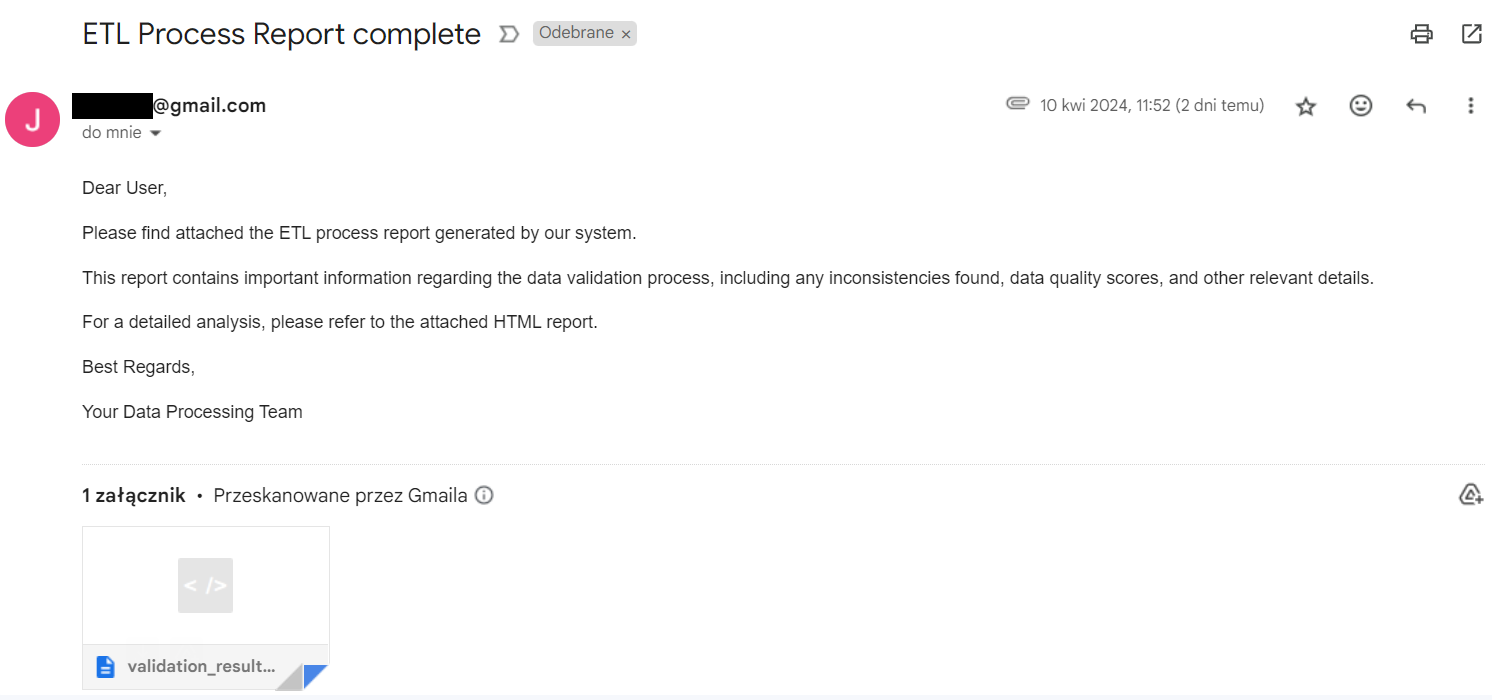 ETL Process Report complete Odebrane ×
J
@gmail.com 10 kwi 2024, 11:52 (2 dni temu)
do mnie
Dear User,
Please find attached the ETL process report generated by our system.
This report contains important information regarding the data validation process, including any inconsistencies found, data quality scores, and other relevant details.
For a detailed analysis, please refer to the attached HTML report.
Best Regards,
Your Data Processing Team
1 załącznik • Przeskanowane przez Gmaila
< />
validation_result...